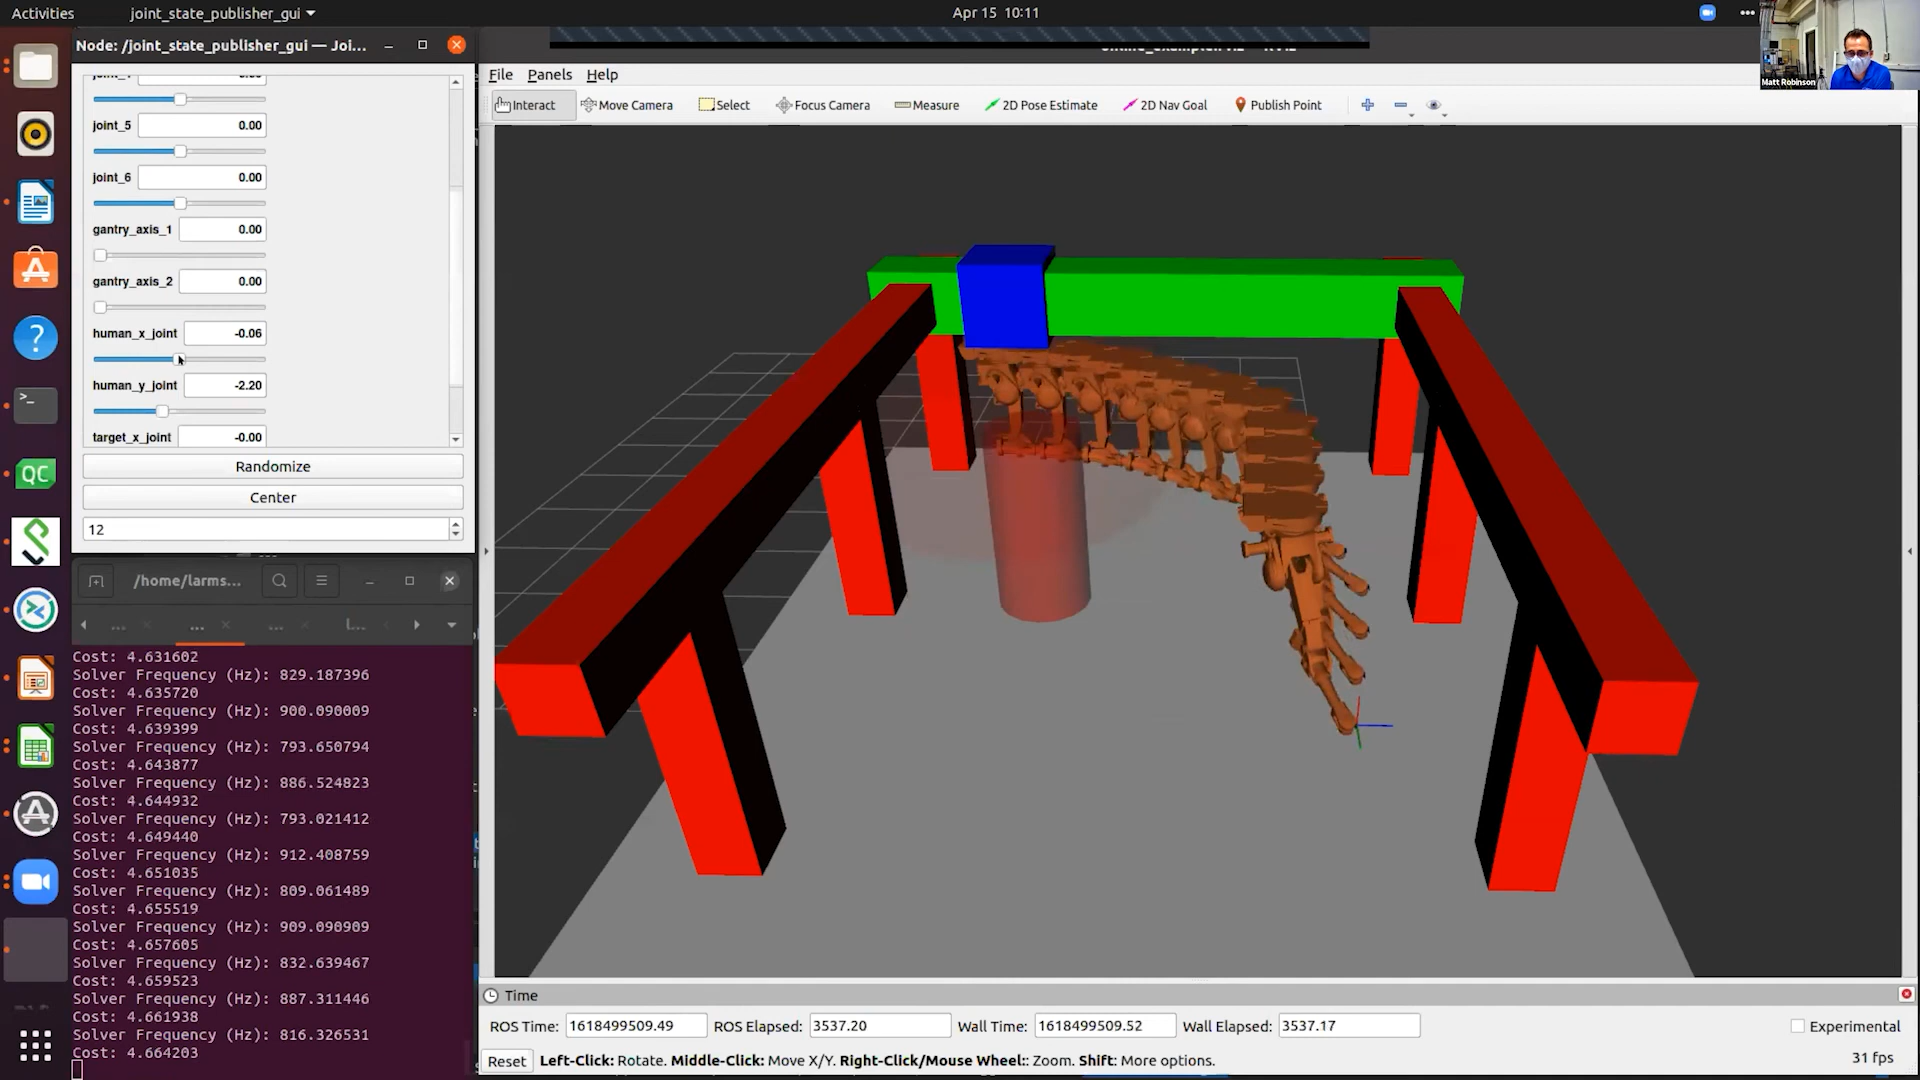 Activities
joint_state_publisher_gui
Apr 15 10:11
Matt Robinson
Node: /joint_state_publisher_gui — Joi...
joint_5 0.00
joint_6 0.00
gantry_axis_1 0.00
gantry_axis_2 0.00
human_x_joint -0.06
human_y_joint -2.20
target_x_joint -0.00
Randomize
Center
12
File Panels Help
Interact Move Camera Select Focus Camera Measure 2D Pose Estimate 2D Nav Goal Publish Point
/home/larms...
Cost: 4.631602
Solver Frequency (Hz): 829.187396
Cost: 4.635720
Solver Frequency (Hz): 900.090009
Cost: 4.639399
Solver Frequency (Hz): 793.650794
Cost: 4.643877
Solver Frequency (Hz): 886.524823
Cost: 4.644932
Solver Frequency (Hz): 793.021412
Cost: 4.649440
Solver Frequency (Hz): 912.408759
Cost: 4.651035
Solver Frequency (Hz): 809.061489
Cost: 4.655519
Solver Frequency (Hz): 909.090909
Cost: 4.657605
Solver Frequency (Hz): 832.639467
Cost: 4.659523
Solver Frequency (Hz): 887.311446
Cost: 4.661938
Solver Frequency (Hz): 816.326531
Cost: 4.664203
QC
Time
ROS Time: 1618499509.49 ROS Elapsed: 3537.20 Wall Time: 1618499509.52 Wall Elapsed: 3537.17 Experimental
Reset Left-Click: Rotate. Middle-Click: Move X/Y. Right-Click/Mouse Wheel:: Zoom. Shift: More options. 31 fps